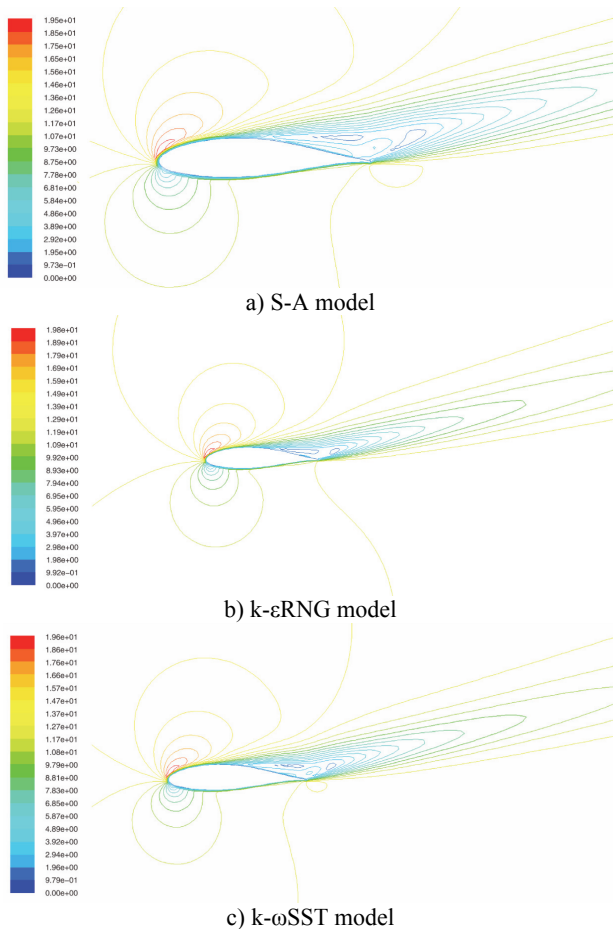 1.95e+01
1.85e+01
1.75e+01
1.65e+01
1.56e+01
1.46e+01
1.36e+01
1.26e+01
1.17e+01
1.07e+01
9.73e+00
8.75e+00
7.78e+00
6.81e+00
5.84e+00
4.86e+00
3.89e+00
2.92e+00
1.95e+00
9.73e-01
0.00e+00
a) S-A model
1.98e+01
1.89e+01
1.79e+01
1.69e+01
1.59e+01
1.49e+01
1.39e+01
1.29e+01
1.19e+01
1.09e+01
9.92e+00
8.93e+00
7.94e+00
6.95e+00
5.95e+00
4.96e+00
3.97e+00
2.98e+00
1.98e+00
9.92e-01
0.00e+00
b) k-εRNG model
1.96e+01
1.86e+01
1.76e+01
1.66e+01
1.57e+01
1.47e+01
1.37e+01
1.27e+01
1.17e+01
1.08e+01
9.79e+00
8.81e+00
7.83e+00
6.85e+00
5.87e+00
4.89e+00
3.92e+00
2.94e+00
1.96e+00
9.79e-01
0.00e+00
c) k-ωSST model